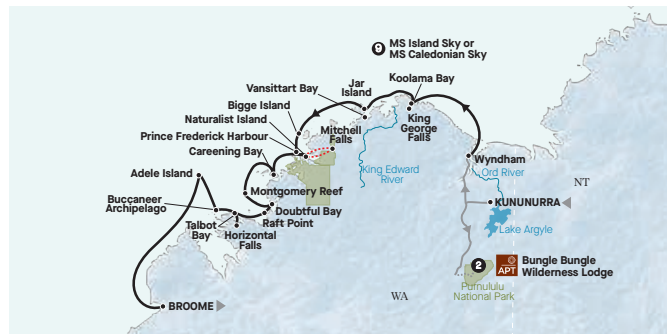 9
MS Island Sky or
MS Caledonian Sky
Jar
Island
Koolama Bay
Vansittart Bay
Bigge Island
Naturalist Island
Mitchell
Falls
King
George
Falls
Prince Frederick Harbour
Careening Bay
Wyndham
King Edward
River
Ord River
Adele Island
NT
Montgomery Reef
KUNUNURRA
Buccaneer
Archipelago
Doubtful Bay
Raft Point
Talbot
Bay
Horizontal
Falls
Lake Argyle
2
APT
Bungle Bungle
Wilderness Lodge
Purnululu
National Park
WA
BROOME